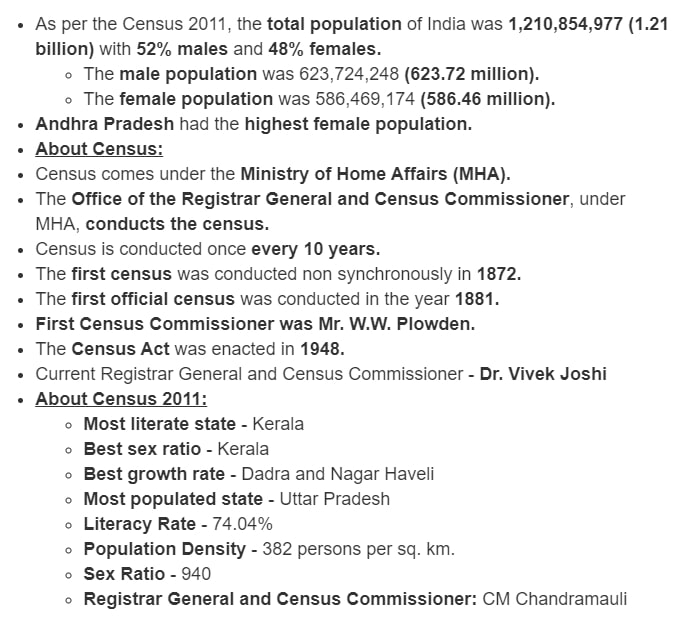 As per the Census 2011, the total population of India was 1,210,854,977 (1.21
billion) with 52% males and 48% females.
The male population was 623,724,248 (623.72 million).
The female population was 586,469,174 (586.46 million).
Andhra Pradesh had the highest female population.
About Census:
Census comes under the Ministry of Home Affairs (MHA).
The Office of the Registrar General and Census Commissioner, under
MHA, conducts the census.
Census is conducted once every 10 years.
The first census was conducted non synchronously in 1872.
The first official census was conducted in the year 1881.
First Census Commissioner was Mr. W.W. Plowden.
The Census Act was enacted in 1948.
Current Registrar General and Census Commissioner - Dr. Vivek Joshi
About Census 2011:
Most literate state - Kerala
Best sex ratio - Kerala
Best growth rate - Dadra and Nagar Haveli
Most populated state - Uttar Pradesh
Literacy Rate - 74.04%
Population Density - 382 persons per sq. km.
Sex Ratio - 940
Registrar General and Census Commissioner: CM Chandramauli